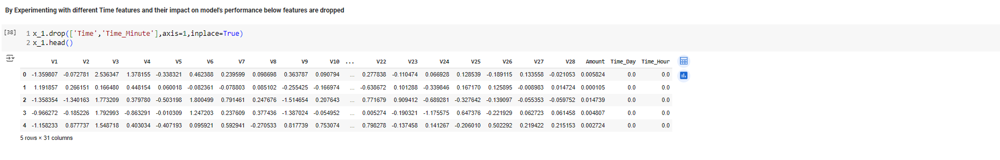 By Experimenting with different Time features and their impact on model's performance below features are dropped
[38] 1 x_1.drop(['Time','Time_Minute'],axis=1,inplace=True)
2 x_1.head()
V1 V2 V3 V4 V5 V6 V7 V8 V9 V10 ... V22 V23 V24 V25 V26 V27 V28 Amount Time_Day Time_Hour
0 -1.359807 -0.072781 2.536347 1.378155 -0.338321 0.462388 0.239599 0.098698 0.363787 0.090794 ... 0.277838 -0.110474 0.066928 0.128539 -0.189115 0.133558 -0.021053 0.005824 0.0 0.0
1 1.191857 0.266151 0.166480 0.448154 0.060018 -0.082361 -0.078803 0.085102 -0.255425 -0.166974 ... -0.638672 0.101288 -0.339846 0.167170 0.125895 -0.008983 0.014724 0.000105 0.0 0.0
2 -1.358354 -1.340163 1.773209 0.379780 -0.503198 1.800499 0.791461 0.247676 -1.514654 0.207643 ... 0.771679 0.909412 -0.689281 -0.327642 -0.139097 -0.055353 -0.059752 0.014739 0.0 0.0
3 -0.966272 -0.185226 1.792993 -0.863291 -0.010309 1.247203 0.237609 0.377436 -1.387024 -0.054952 ... 0.005274 -0.190321 -1.175575 0.647376 -0.221929 0.062723 0.061458 0.004807 0.0 0.0
4 -1.158233 0.877737 1.548718 0.403034 -0.407193 0.095921 0.592941 -0.270533 0.817739 0.753074 ... 0.798278 -0.137458 0.141267 -0.206010 0.502292 0.219422 0.215153 0.002724 0.0 0.0
5 rows × 31 columns